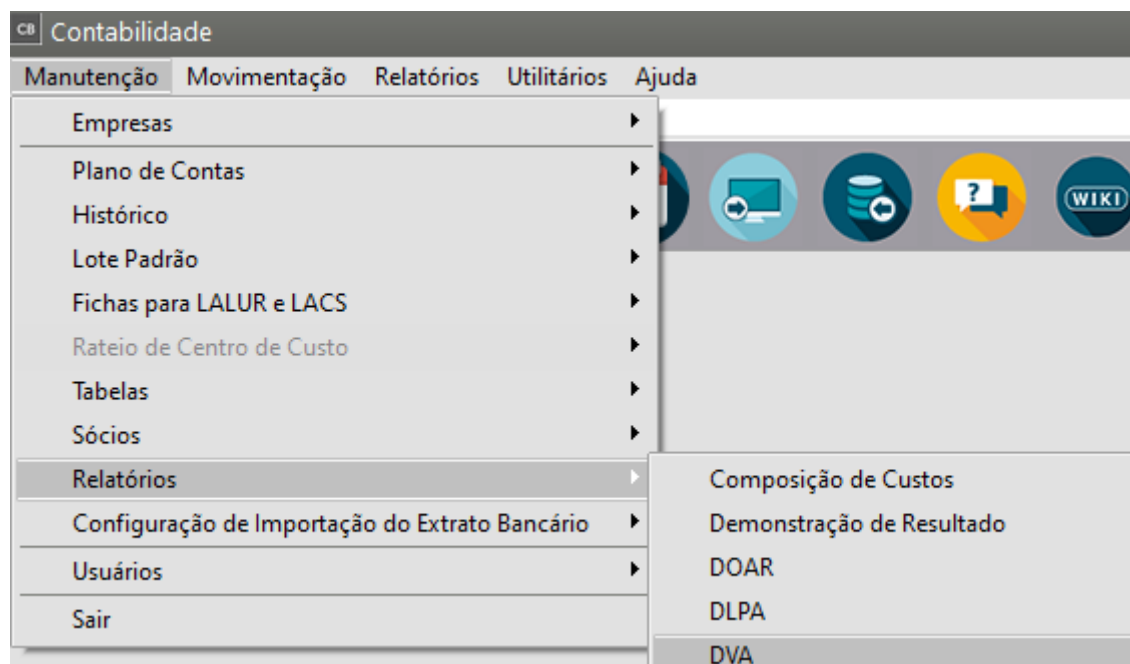 CB Contabilidade
Manutenção Movimentação Relatórios Utilitários Ajuda
Empresas
Plano de Contas
Histórico
Lote Padrão
Fichas para LALUR e LACS
Rateio de Centro de Custo
Tabelas
Sócios
Relatórios
Configuração de Importação do Extrato Bancário
Usuários
Sair
? WIKI
Composição de Custos
Demonstração de Resultado
DOAR
DLPA
DVA